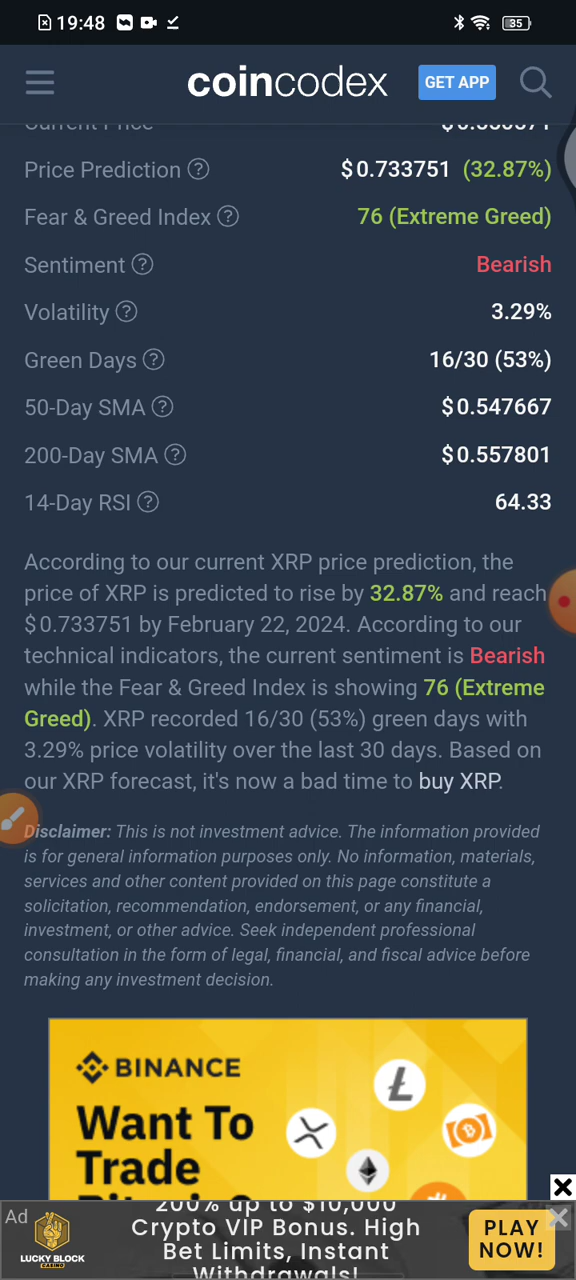 19:48
35
coincodex
GET APP
Current Price
Price Prediction ? $0.733751 (32.87%)
Fear & Greed Index ? 76 (Extreme Greed)
Sentiment ? Bearish
Volatility ? 3.29%
Green Days ? 16/30 (53%)
50-Day SMA ? $0.547667
200-Day SMA ? $0.557801
14-Day RSI ? 64.33
According to our current XRP price prediction, the
price of XRP is predicted to rise by 32.87% and reach
$0.733751 by February 22, 2024. According to our
technical indicators, the current sentiment is Bearish
while the Fear & Greed Index is showing 76 (Extreme
Greed). XRP recorded 16/30 (53%) green days with
3.29% price volatility over the last 30 days. Based on
our XRP forecast, it's now a bad time to buy XRP.
Disclaimer: This is not investment advice. The information provided
is for general information purposes only. No information, materials,
services and other content provided on this page constitute a
solicitation, recommendation, endorsement, or any financial,
investment, or other advice. Seek independent professional
consultation in the form of legal, financial, and fiscal advice before
making any investment decision.
BINANCE
Want To
Trade
Ad
LUCKY BLOCK
CASINO
200% up to $10,000
Crypto VIP Bonus. High
Bet Limits, Instant
Withdrawals!
PLAY
NOW!